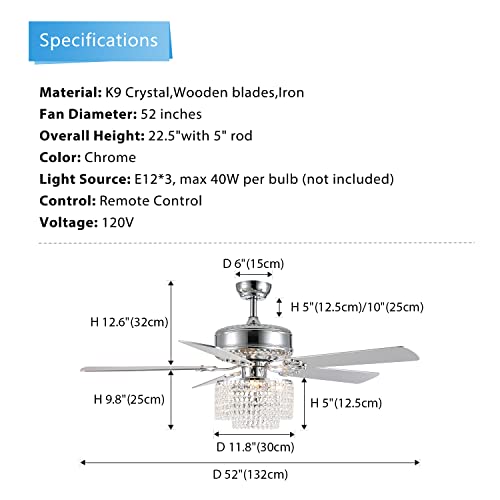 Specifications
Material: K9 Crystal,Wooden blades,Iron
Fan Diameter: 52 inches
Overall Height: 22.5"with 5" rod
Color: Chrome
Light Source: E12*3, max 40W per bulb (not included)
Control: Remote Control
Voltage: 120V
D 6"(15cm)
H 5"(12.5cm)/10"(25cm)
H 12.6"(32cm)
H 9.8"(25cm)
H 5"(12.5cm)
D 11.8"(30cm)
D 52"(132cm)